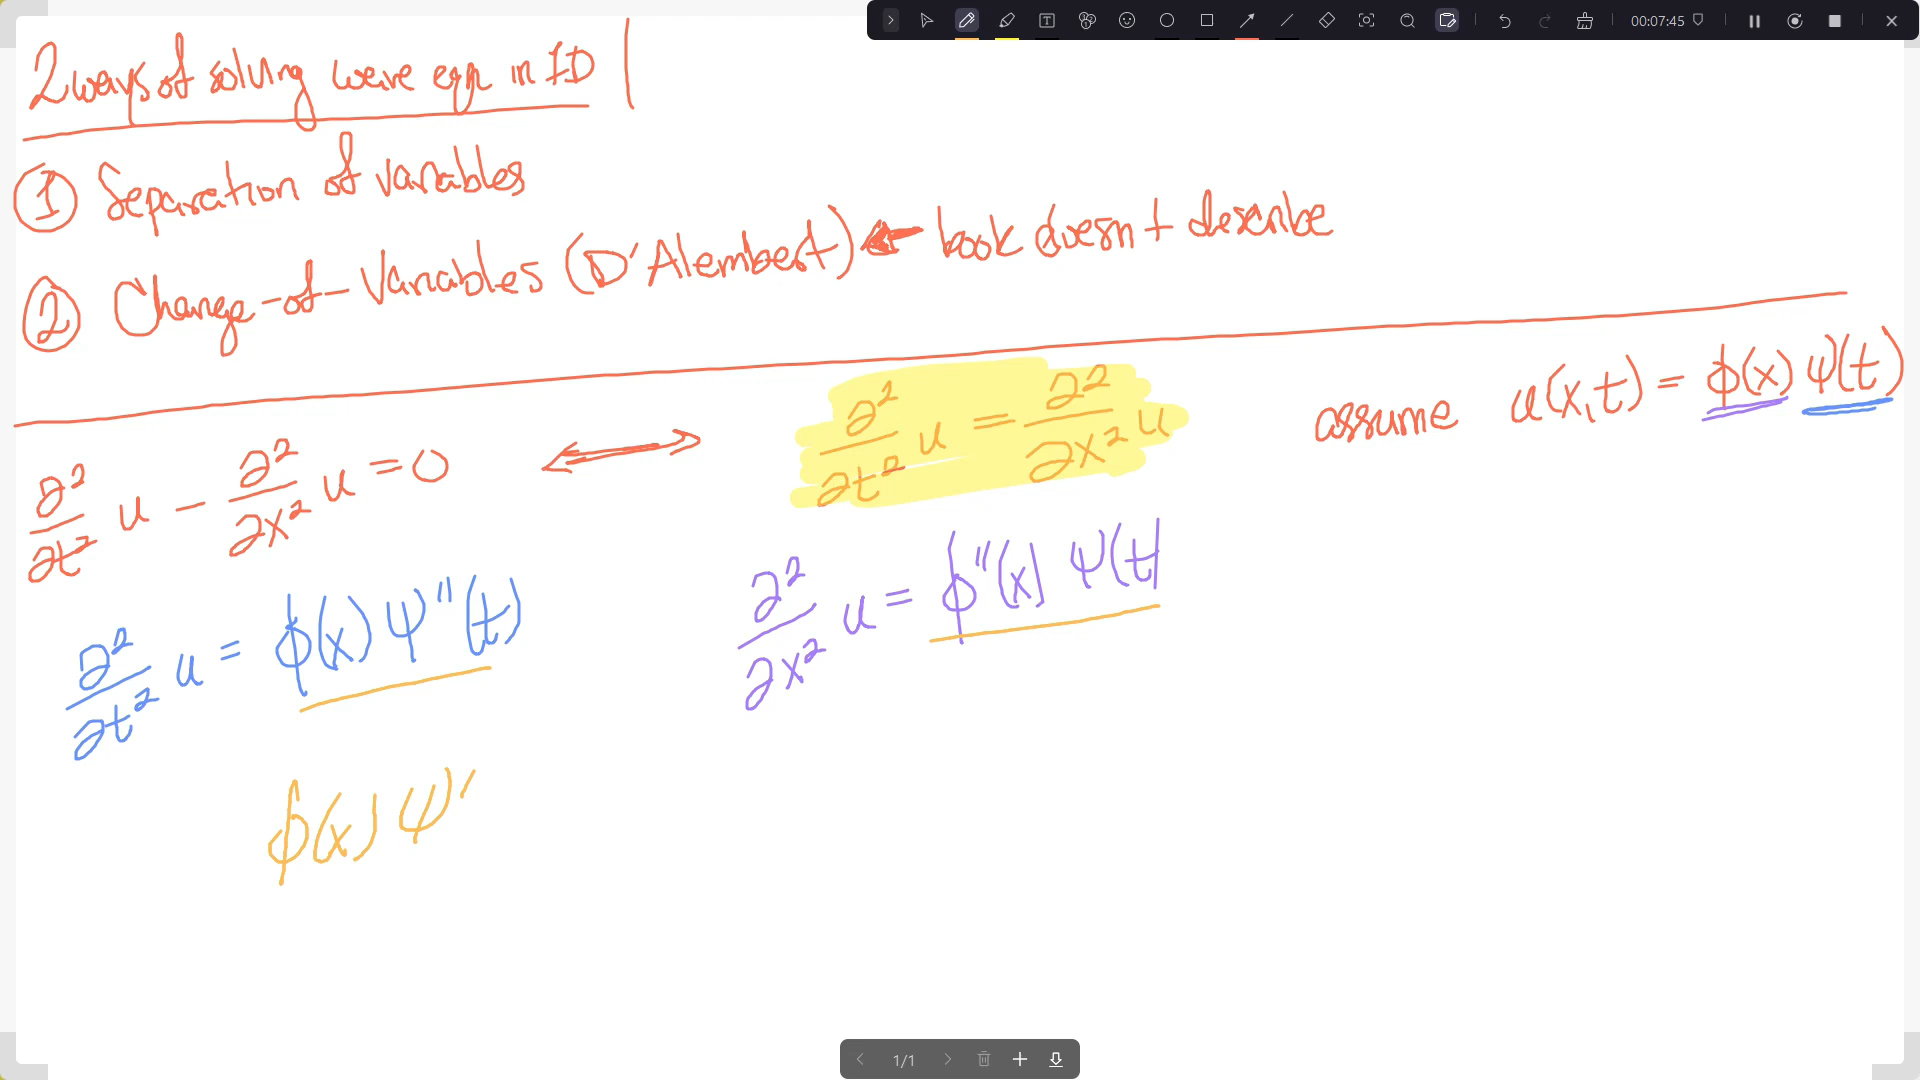 00:07:45
2 ways of solving wave eqn in 1D
① Separation of variables
② Change-of-Variables (D'Alembert) ← book doesn't describe
∂²/∂t² u - ∂²/∂x² u = 0 ⟷ ∂²/∂t² u = ∂²/∂x² u assume u(x,t) = ϕ(x) ψ(t)
∂²/∂t² u = ϕ(x) ψ''(t) ∂²/∂x² u = ϕ''(x) ψ(t)
ϕ(x) ψ'
1/1